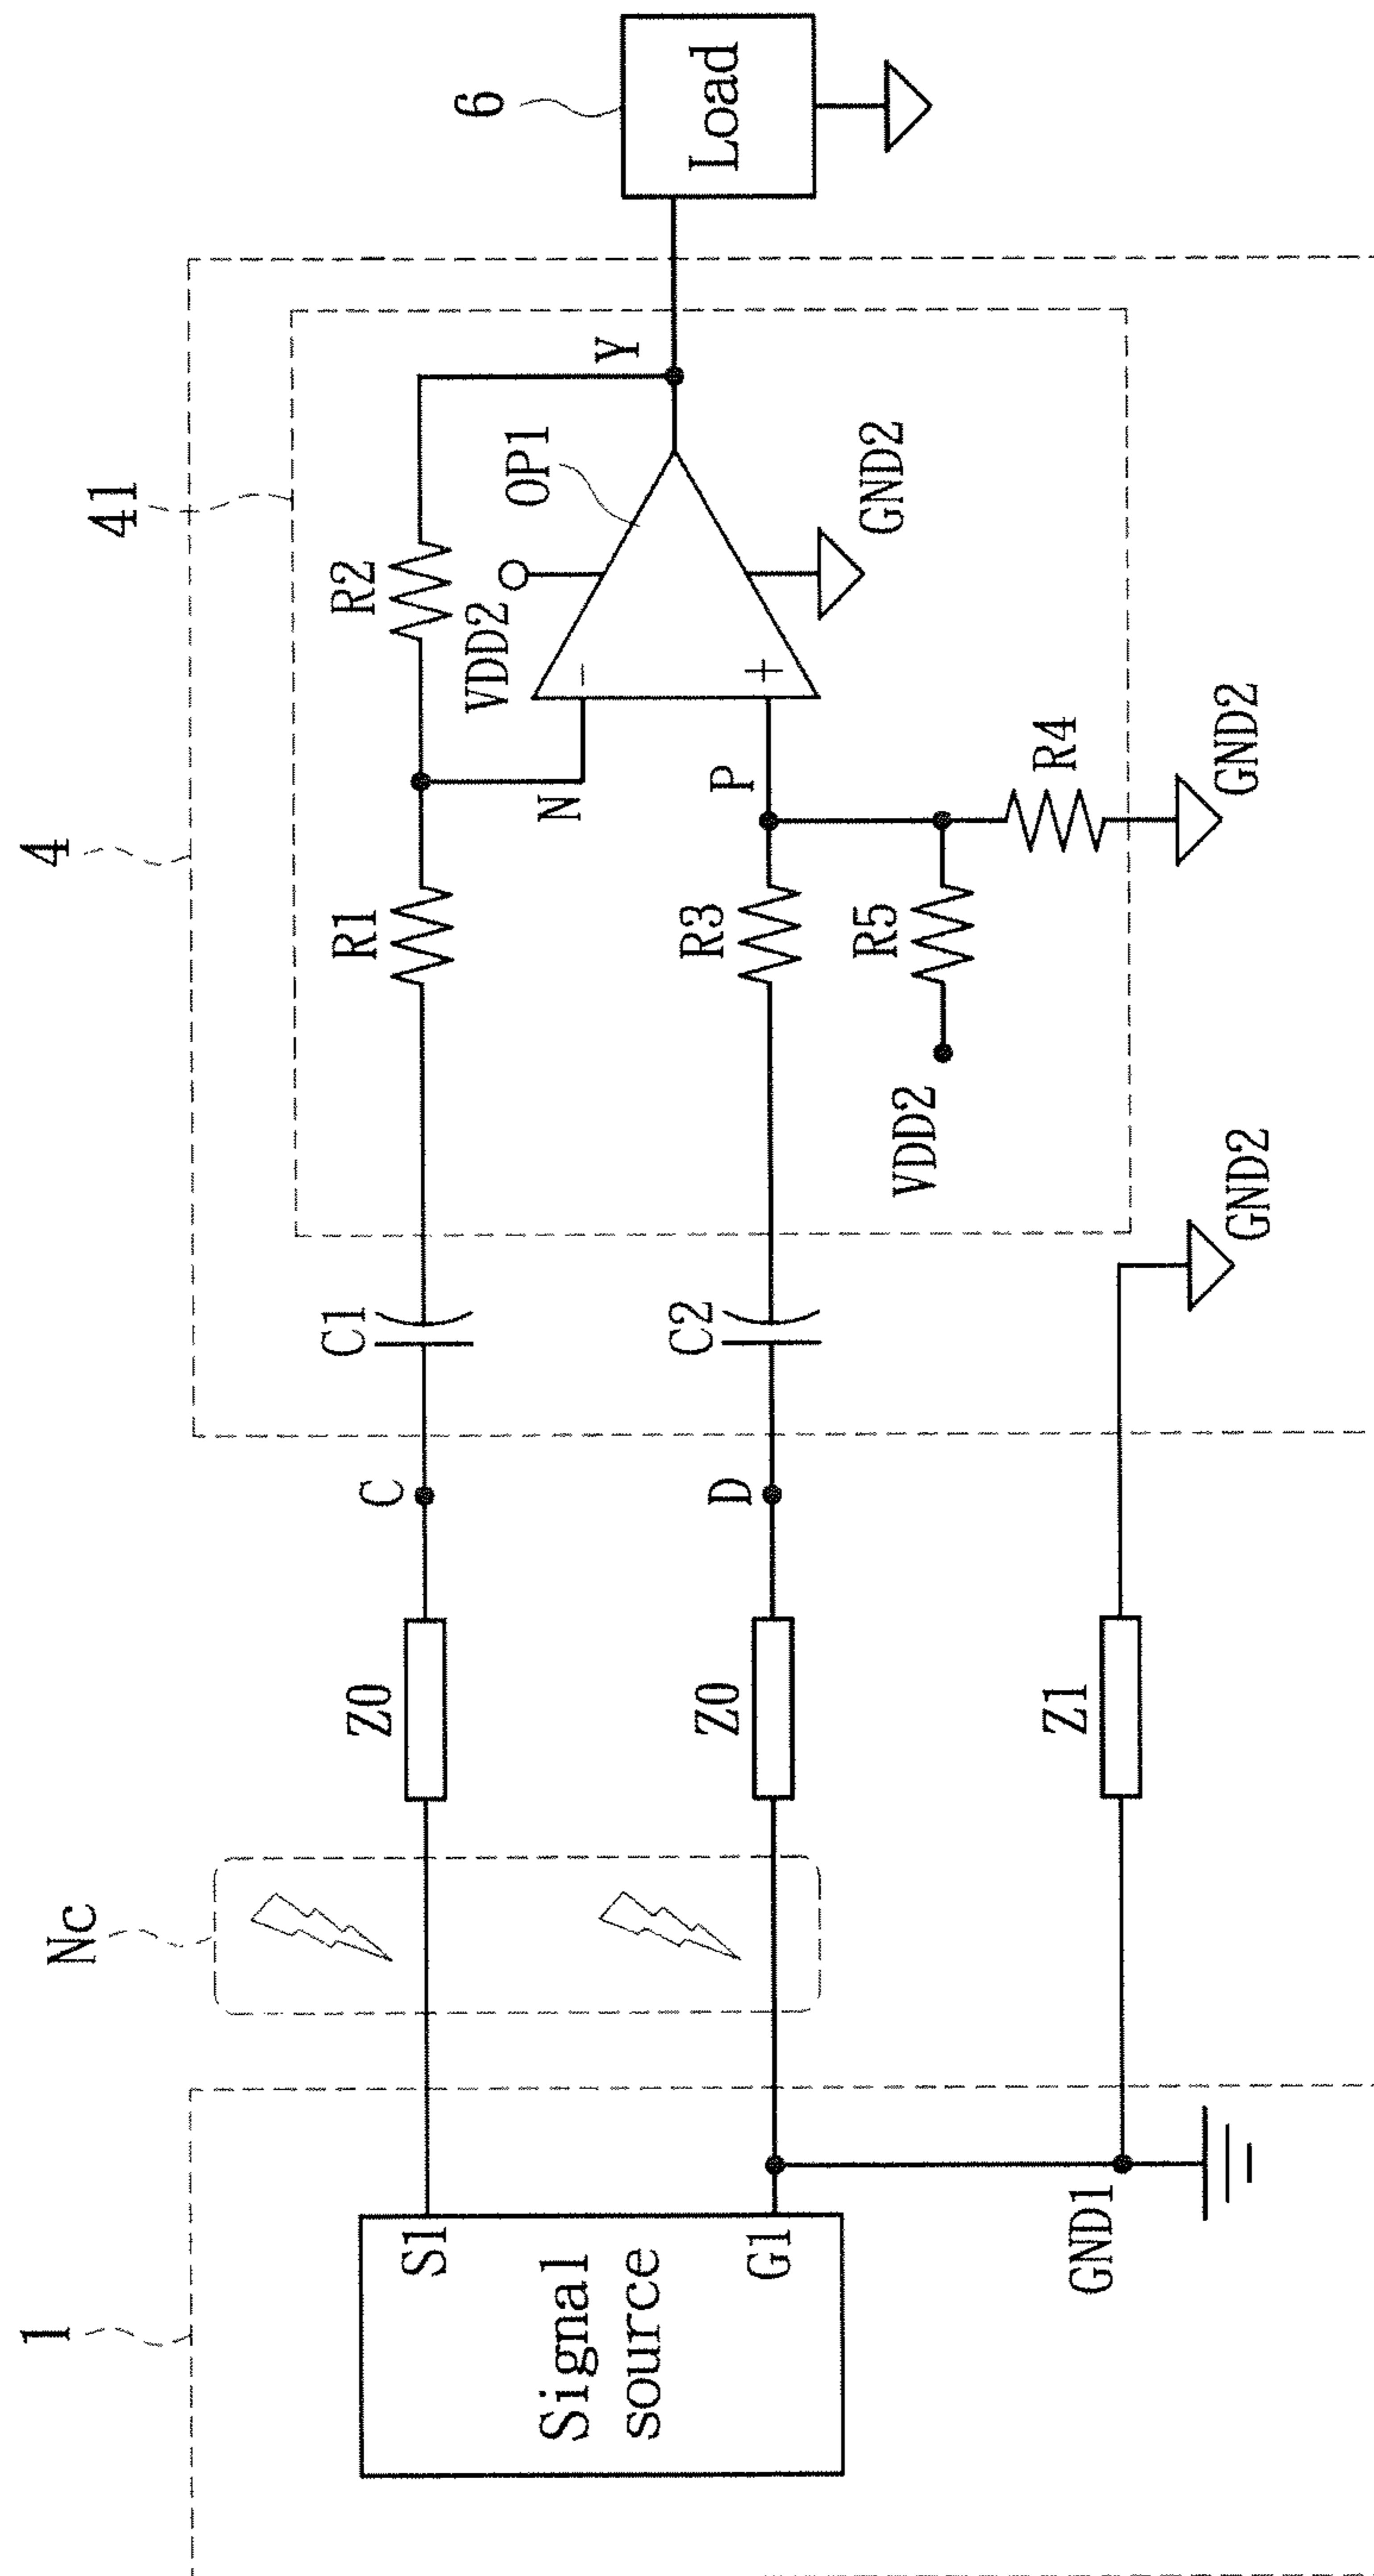 1
Signal
source
S1
G1
GND1
Nc
Z0
Z0
Z1
C
D
4
C1
C2
GND2
41
R1
R2
R3
R5
VDD2
R4
GND2
N
P
VDD2
OP1
−
+
GND2
Y
6
Load